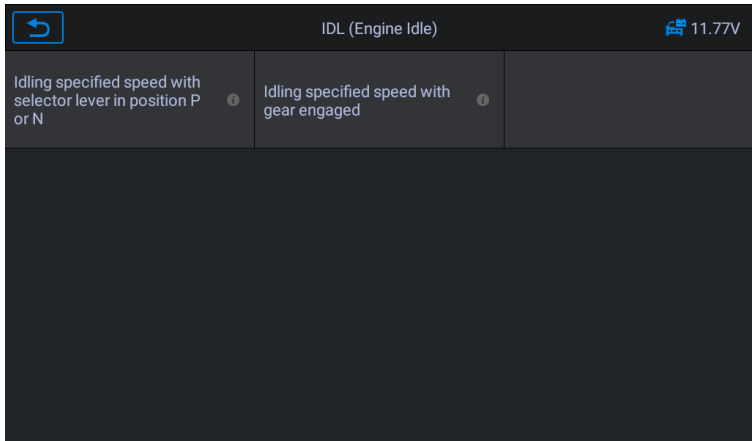 IDL (Engine Idle)
11.77V
Idling specified speed with
selector lever in position P
or N
Idling specified speed with
gear engaged